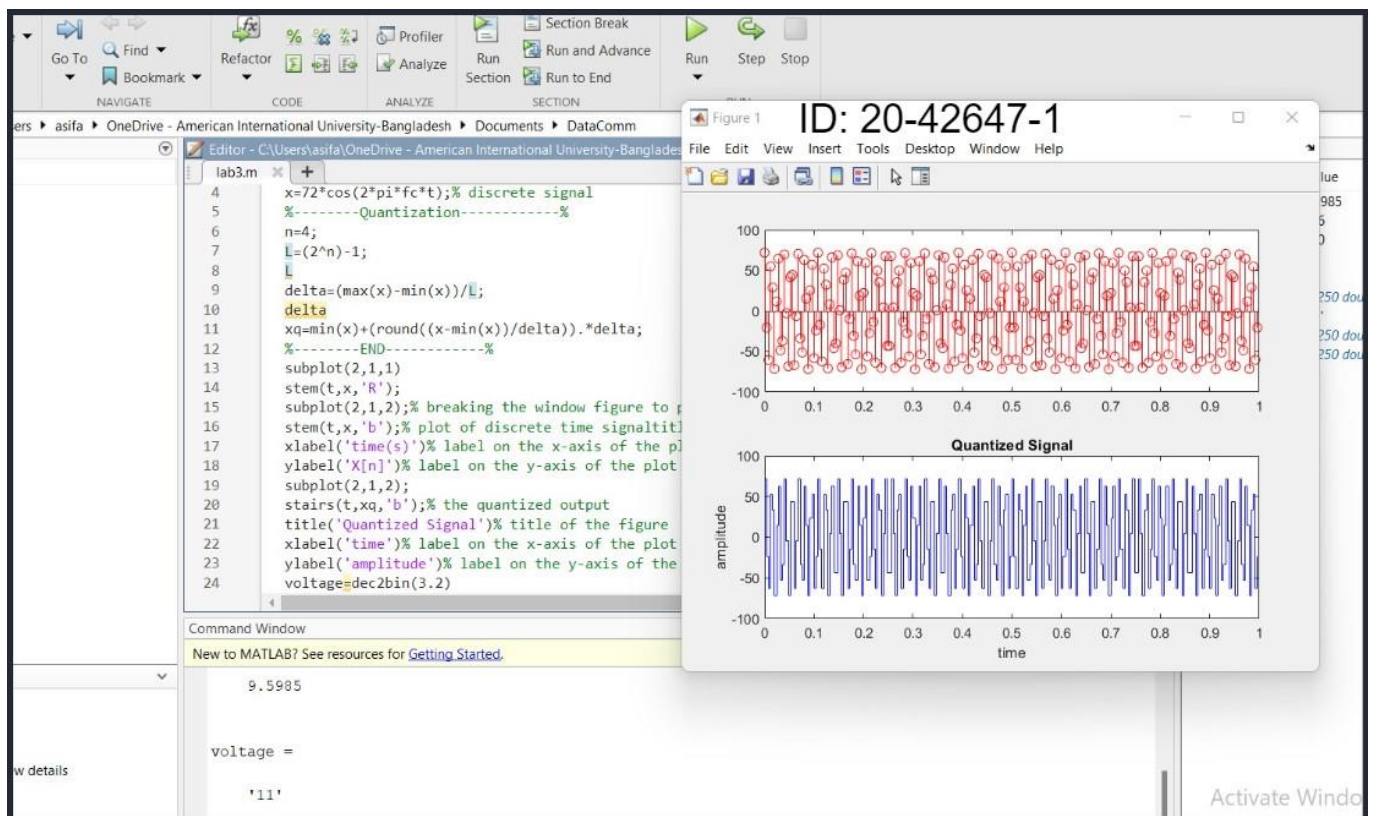 Go To
Find
Bookmark
NAVIGATE
Refactor
CODE
Profiler
Analyze
ANALYZE
Run Section
Section Break
Run and Advance
Run to End
SECTION
Run
Step
Stop
ers ▸ asifa ▸ OneDrive - American International University-Bangladesh ▸ Documents ▸ DataComm
Editor - C:\Users\asifa\OneDrive - American International University-Banglades
lab3.m
4 x=72*cos(2*pi*fc*t);% discrete signal
5 %--------Quantization------------%
6 n=4;
7 L=(2^n)-1;
8 L
9 delta=(max(x)-min(x))/L;
10 delta
11 xq=min(x)+(round((x-min(x))/delta)).*delta;
12 %--------END------------%
13 subplot(2,1,1)
14 stem(t,x,'R');
15 subplot(2,1,2);% breaking the window figure to p
16 stem(t,x,'b');% plot of discrete time signaltitl
17 xlabel('time(s)')% label on the x-axis of the pl
18 ylabel('X[n]')% label on the y-axis of the plot
19 subplot(2,1,2);
20 stairs(t,xq,'b');% the quantized output
21 title('Quantized Signal')% title of the figure
22 xlabel('time')% label on the x-axis of the plot
23 ylabel('amplitude')% label on the y-axis of the
24 voltage=dec2bin(3.2)
Command Window
New to MATLAB? See resources for Getting Started.
9.5985
voltage =
'11'
w details
Figure 1
ID: 20-42647-1
File Edit View Insert Tools Desktop Window Help
100
50
0
-50
-100
0 0.1 0.2 0.3 0.4 0.5 0.6 0.7 0.8 0.9 1
Quantized Signal
100
50
0
-50
-100
amplitude
0 0.1 0.2 0.3 0.4 0.5 0.6 0.7 0.8 0.9 1
time
lue
985
250 dou
250 dou
250 dou
Activate Windo